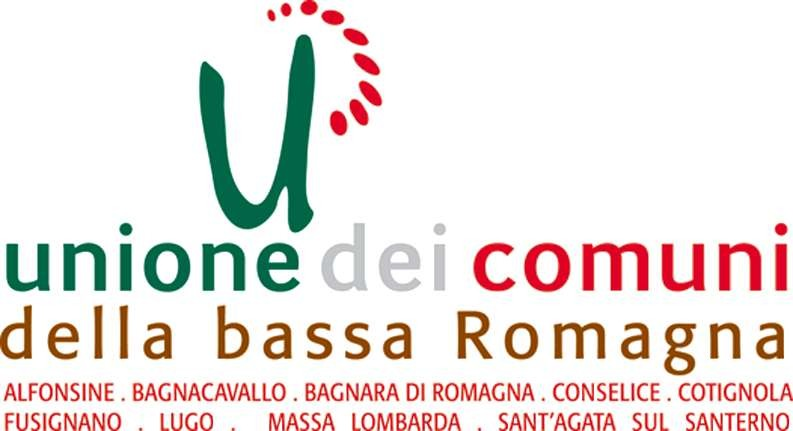 unione dei comuni
della bassa Romagna
ALFONSINE . BAGNACAVALLO . BAGNARA DI ROMAGNA . CONSELICE . COTIGNOLA
FUSIGNANO . LUGO . MASSA LOMBARDA . SANT'AGATA SUL SANTERNO